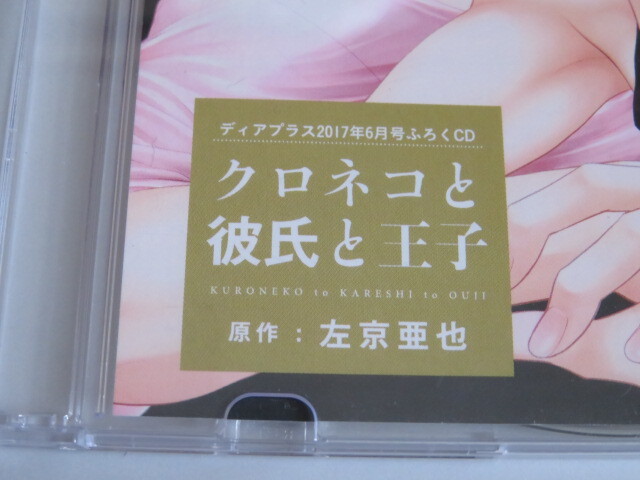 ディアプラス2017年6月号ふろくCD
クロネコと
彼氏と王子
KURONEKO to KARESHI to OUJI
原作：左京亜也